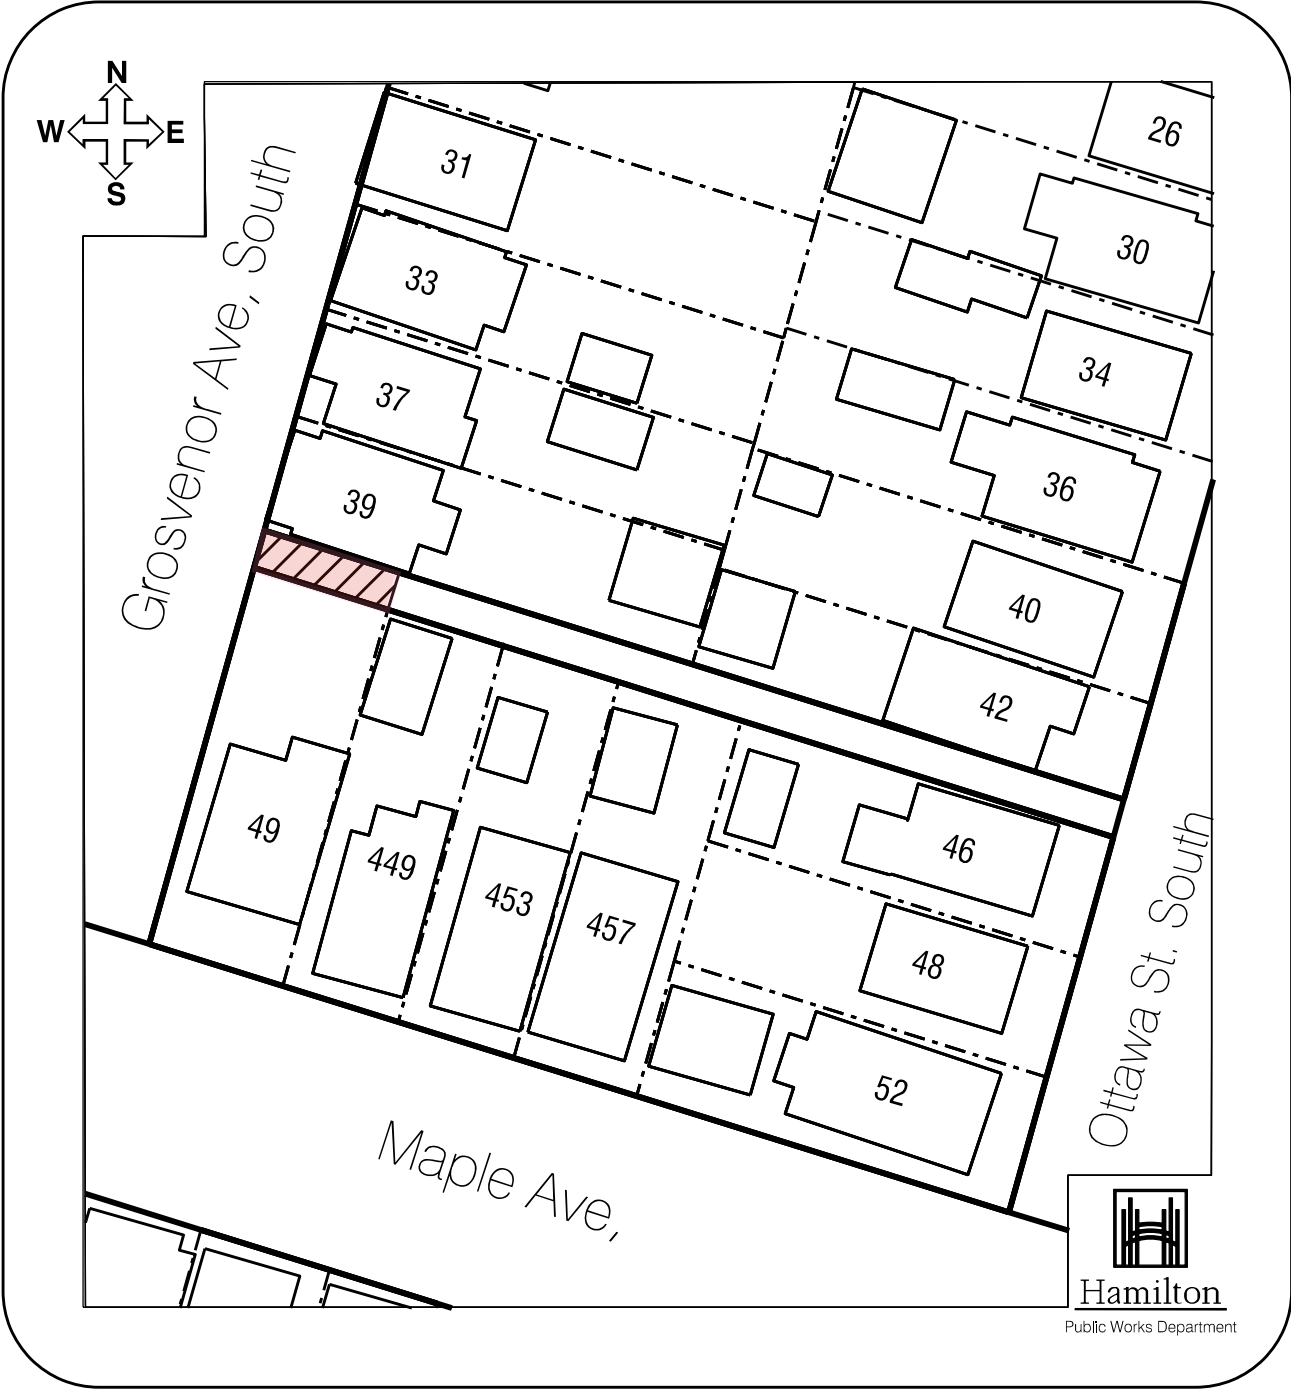 N
W E
S
Grosvenor Ave, South
31
33
37
39
26
30
34
36
40
42
49
449
453
457
46
48
52
Ottawa St. South
Maple Ave,
Hamilton
Public Works Department